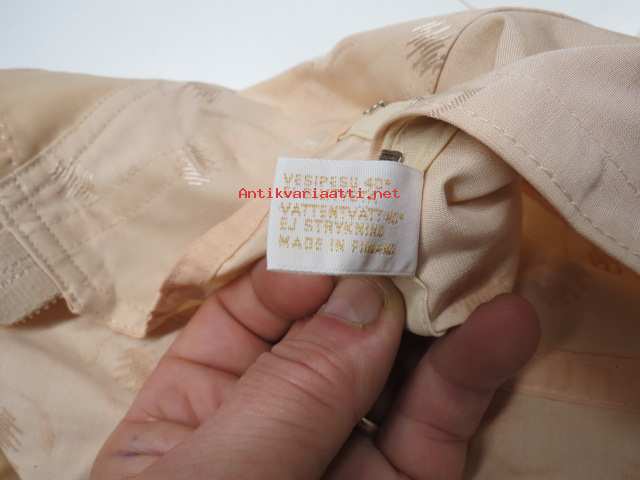 VESIPESU 40°
Antikvariaatti.net
VATTENTVÄTT 40°
EJ STRYKNING
MADE IN FINLAND